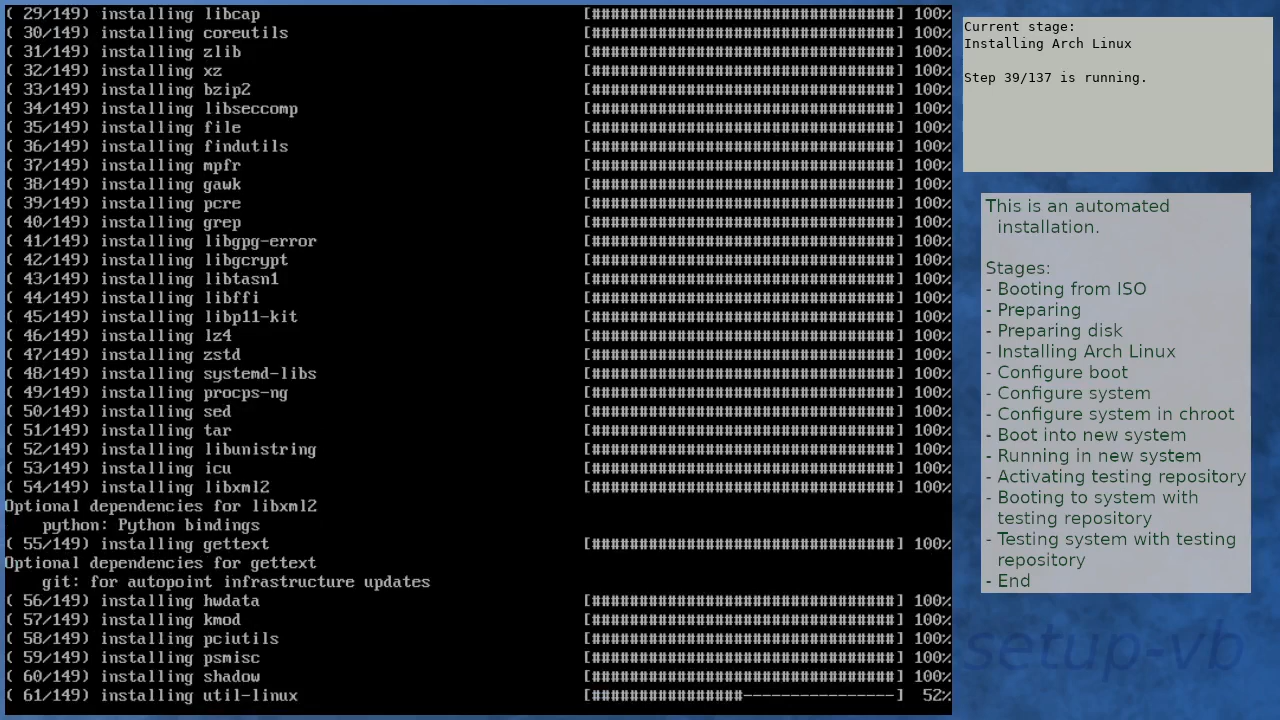 ( 29/149) installing libcap [################################] 100%
( 30/149) installing coreutils [################################] 100%
( 31/149) installing zlib [################################] 100%
( 32/149) installing xz [################################] 100%
( 33/149) installing bzip2 [################################] 100%
( 34/149) installing libseccomp [################################] 100%
( 35/149) installing file [################################] 100%
( 36/149) installing findutils [################################] 100%
( 37/149) installing mpfr [################################] 100%
( 38/149) installing gawk [################################] 100%
( 39/149) installing pcre [################################] 100%
( 40/149) installing grep [################################] 100%
( 41/149) installing libgpg-error [################################] 100%
( 42/149) installing libgcrypt [################################] 100%
( 43/149) installing libtasn1 [################################] 100%
( 44/149) installing libffi [################################] 100%
( 45/149) installing libp11-kit [################################] 100%
( 46/149) installing lz4 [################################] 100%
( 47/149) installing zstd [################################] 100%
( 48/149) installing systemd-libs [################################] 100%
( 49/149) installing procps-ng [################################] 100%
( 50/149) installing sed [################################] 100%
( 51/149) installing tar [################################] 100%
( 52/149) installing libunistring [################################] 100%
( 53/149) installing icu [################################] 100%
( 54/149) installing libxml2 [################################] 100%
Optional dependencies for libxml2
python: Python bindings
( 55/149) installing gettext [################################] 100%
Optional dependencies for gettext
git: for autopoint infrastructure updates
( 56/149) installing hwdata [################################] 100%
( 57/149) installing kmod [################################] 100%
( 58/149) installing pciutils [################################] 100%
( 59/149) installing psmisc [################################] 100%
( 60/149) installing shadow [################################] 100%
( 61/149) installing util-linux [################----------------] 52%
Current stage:
Installing Arch Linux
Step 39/137 is running.
This is an automated
installation.
Stages:
- Booting from ISO
- Preparing
- Preparing disk
- Installing Arch Linux
- Configure boot
- Configure system
- Configure system in chroot
- Boot into new system
- Running in new system
- Activating testing repository
- Booting to system with
testing repository
- Testing system with testing
repository
- End
setup-vb